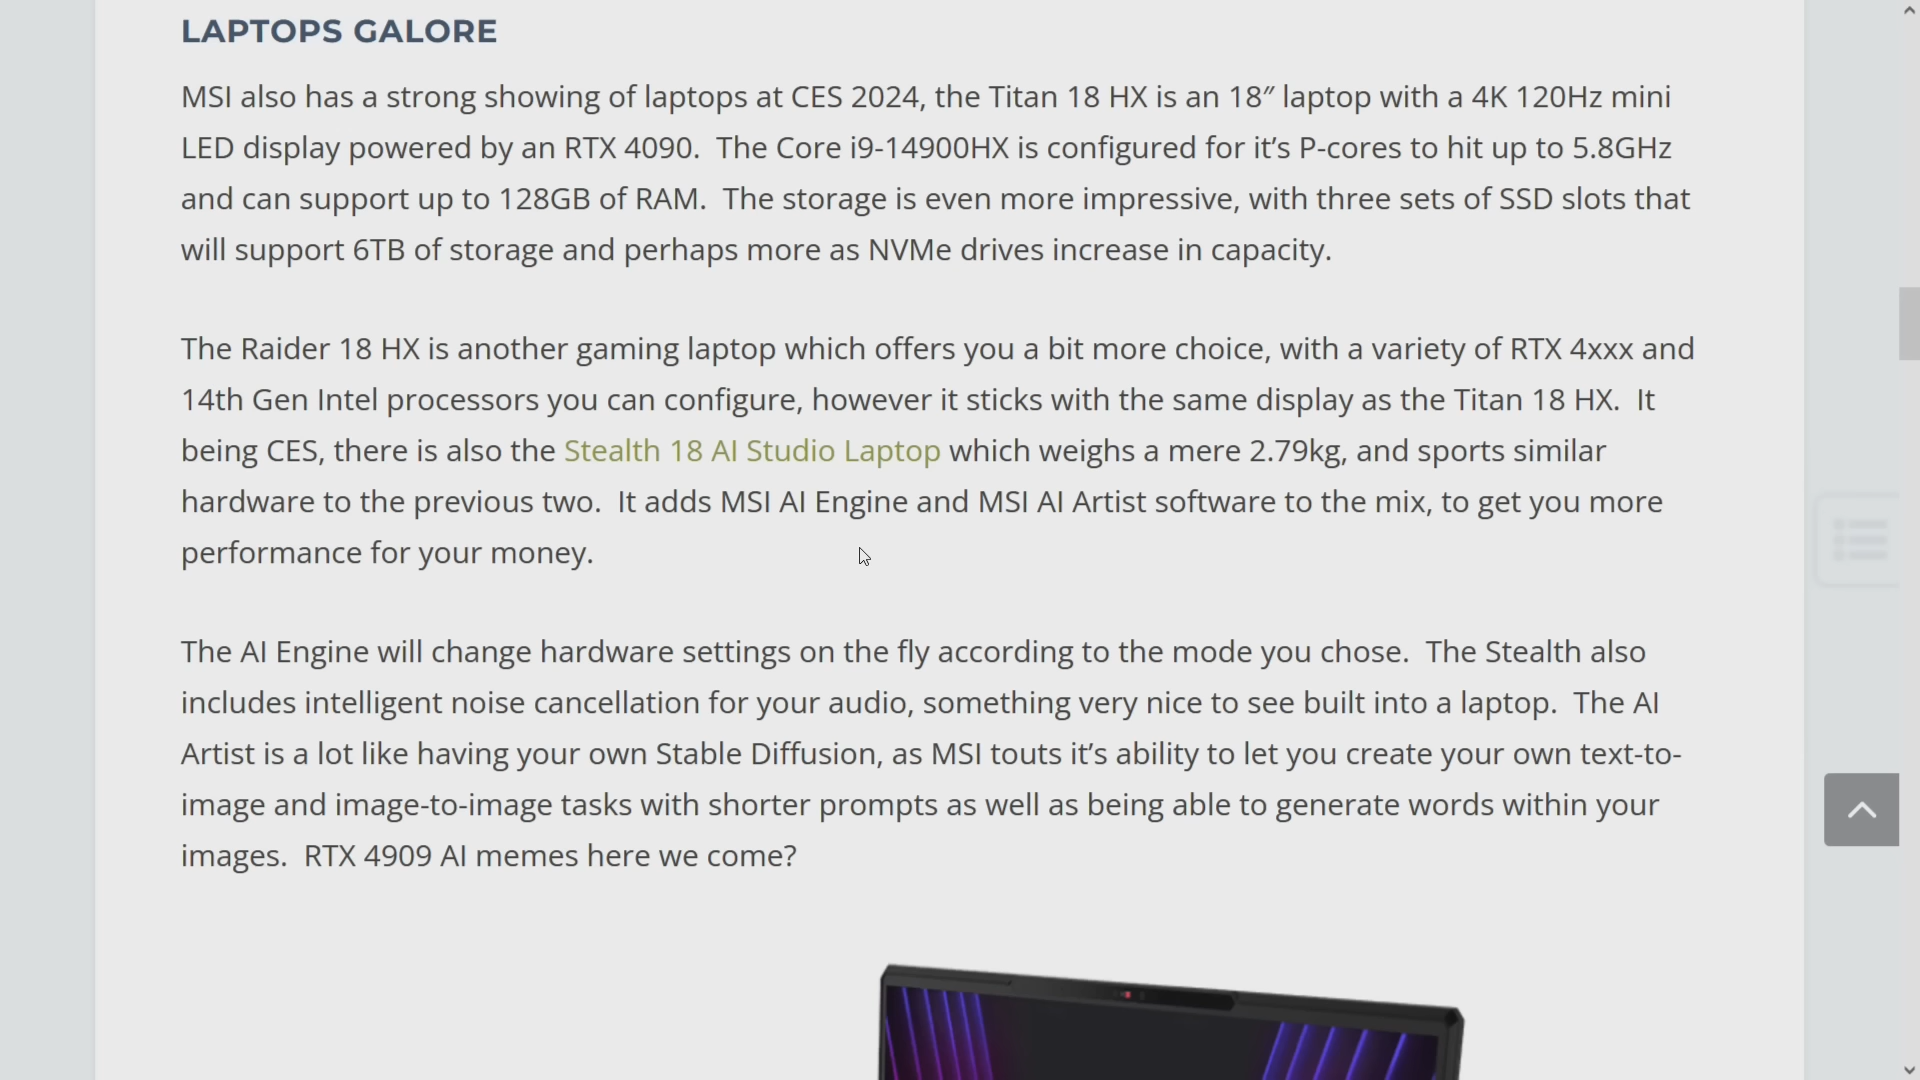 LAPTOPS GALORE
MSI also has a strong showing of laptops at CES 2024, the Titan 18 HX is an 18″ laptop with a 4K 120Hz mini
LED display powered by an RTX 4090.  The Core i9-14900HX is configured for it’s P-cores to hit up to 5.8GHz
and can support up to 128GB of RAM.  The storage is even more impressive, with three sets of SSD slots that
will support 6TB of storage and perhaps more as NVMe drives increase in capacity.
The Raider 18 HX is another gaming laptop which offers you a bit more choice, with a variety of RTX 4xxx and
14th Gen Intel processors you can configure, however it sticks with the same display as the Titan 18 HX.  It
being CES, there is also the Stealth 18 AI Studio Laptop which weighs a mere 2.79kg, and sports similar
hardware to the previous two.  It adds MSI AI Engine and MSI AI Artist software to the mix, to get you more
performance for your money.
The AI Engine will change hardware settings on the fly according to the mode you chose.  The Stealth also
includes intelligent noise cancellation for your audio, something very nice to see built into a laptop.  The AI
Artist is a lot like having your own Stable Diffusion, as MSI touts it’s ability to let you create your own text-to-
image and image-to-image tasks with shorter prompts as well as being able to generate words within your
images.  RTX 4909 AI memes here we come?